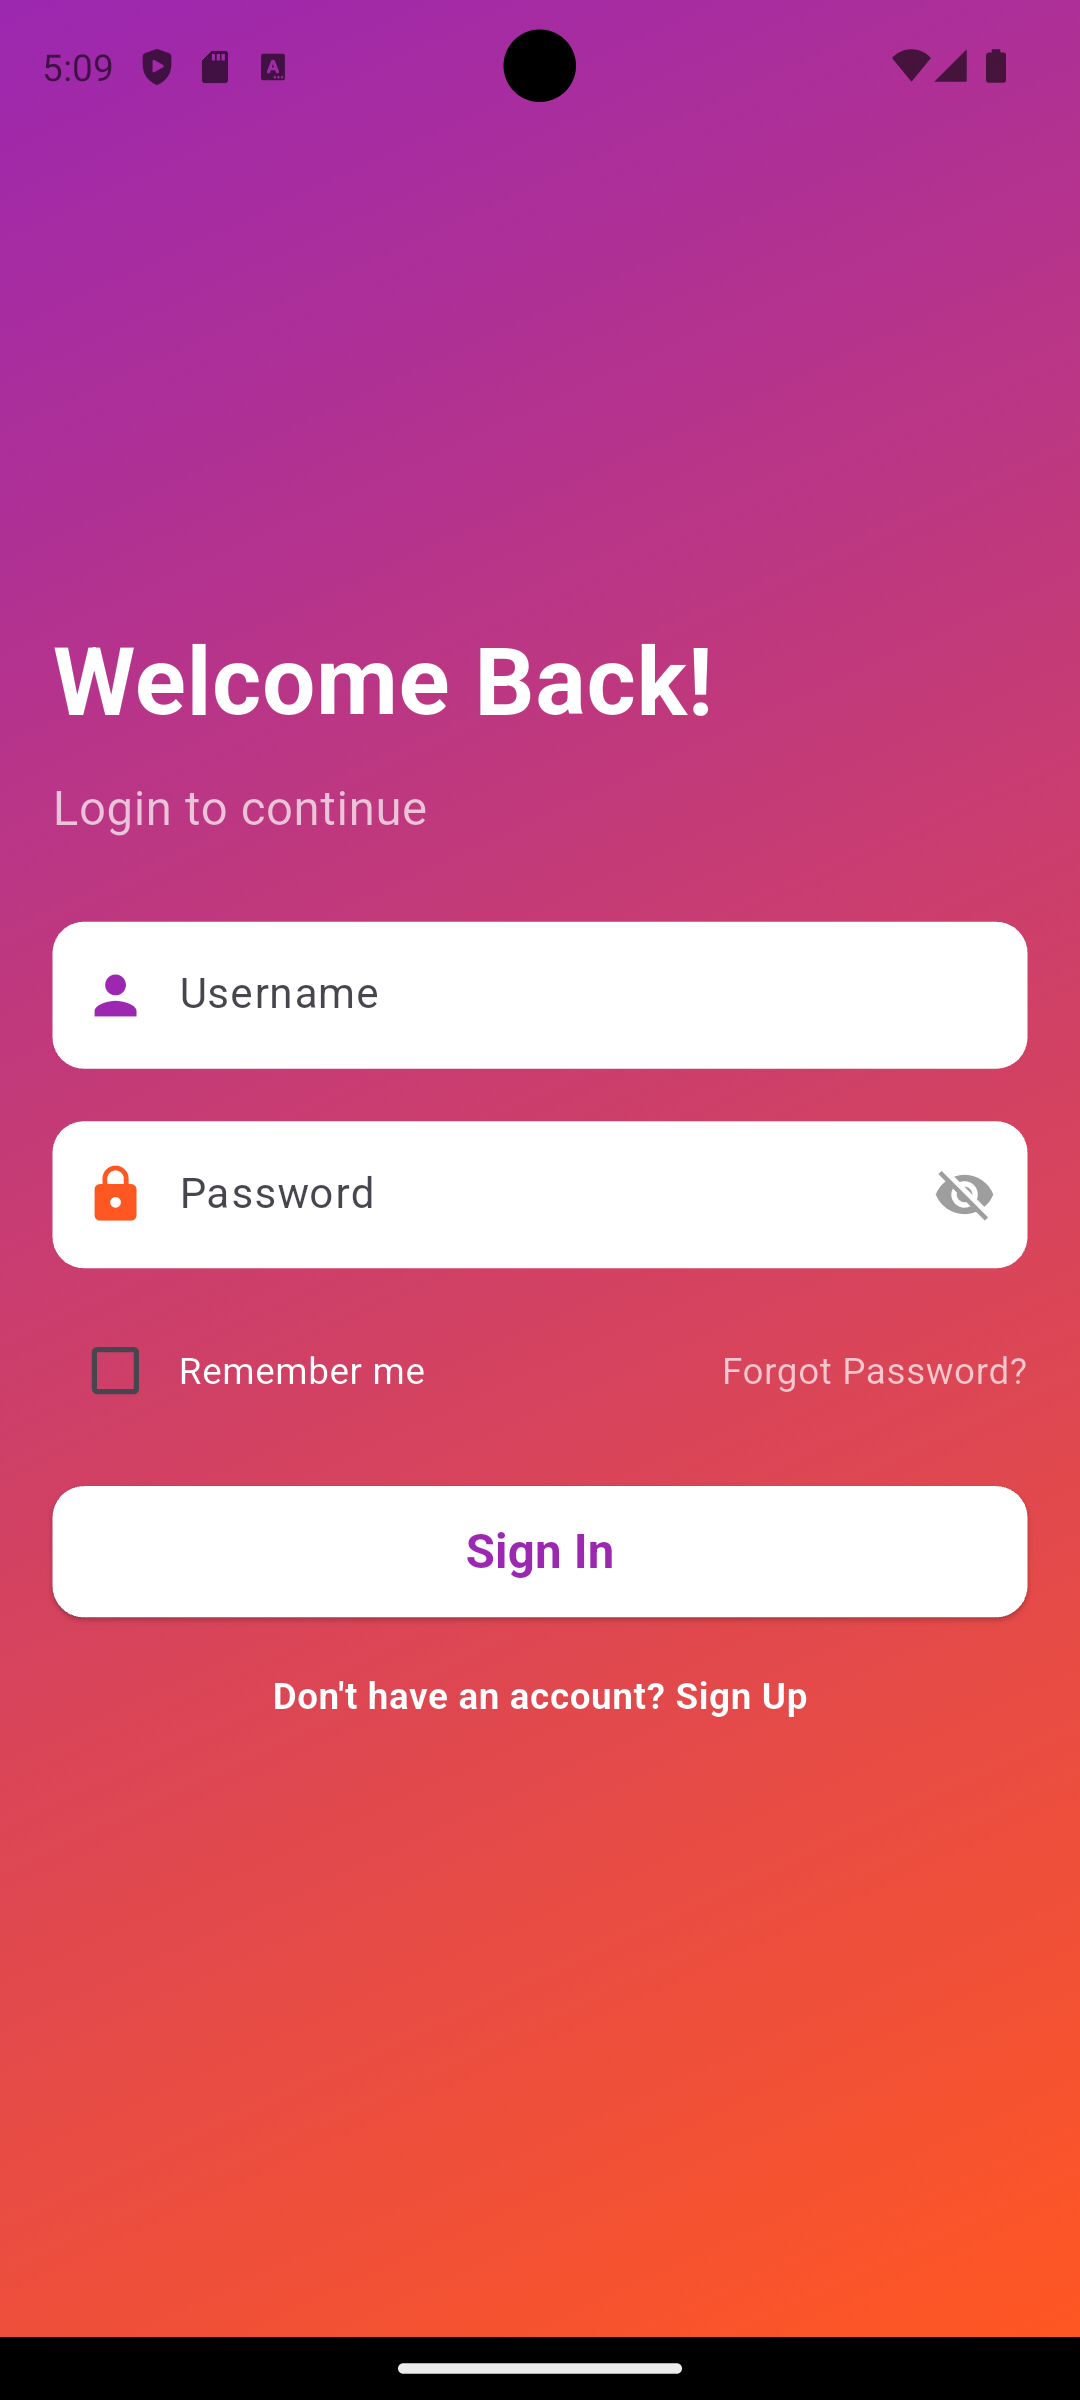 5:09
Welcome Back!
Login to continue
Username
Password
Remember me
Forgot Password?
Sign In
Don't have an account? Sign Up